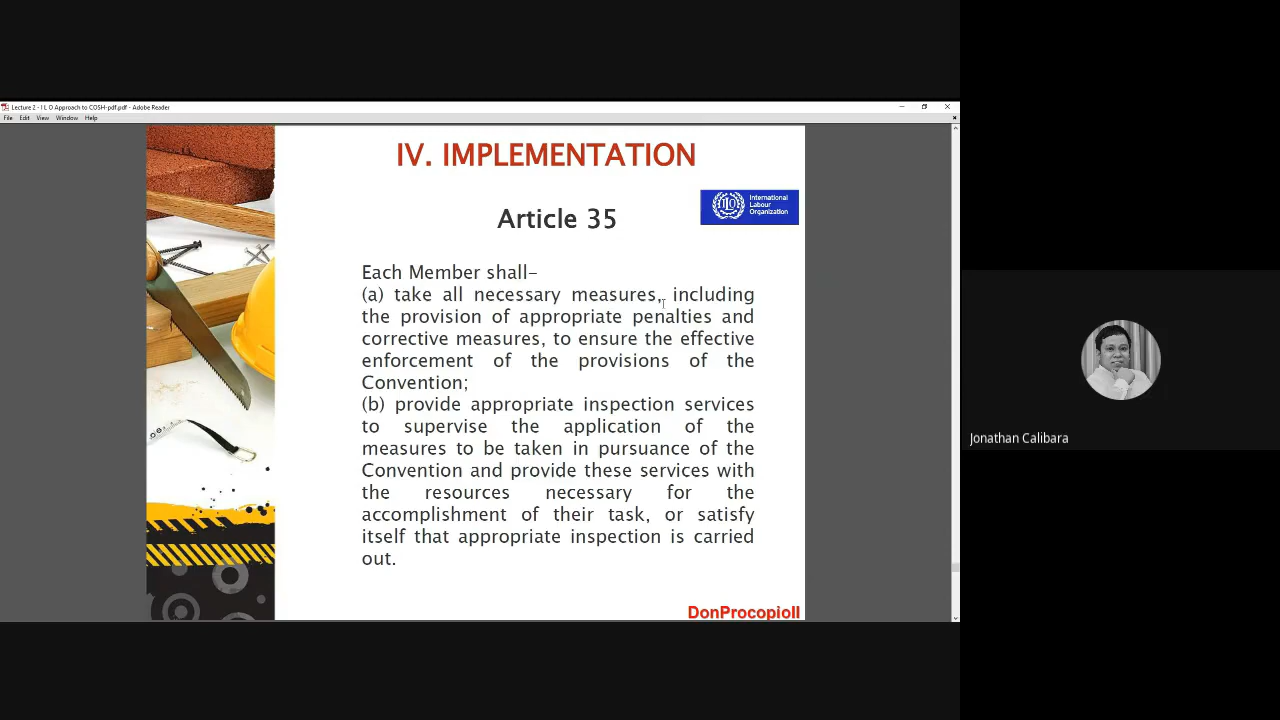 Lecture 2 - I L O Approach to COSH-pdf.pdf - Adobe Reader
File Edit View Window Help
IV. IMPLEMENTATION
International
Labour
Organization
Article 35
Each Member shall–
(a) take all necessary measures, including
the provision of appropriate penalties and
corrective measures, to ensure the effective
enforcement of the provisions of the
Convention;
(b) provide appropriate inspection services
to supervise the application of the
measures to be taken in pursuance of the
Convention and provide these services with
the resources necessary for the
accomplishment of their task, or satisfy
itself that appropriate inspection is carried
out.
DonProcopioII
Jonathan Calibara